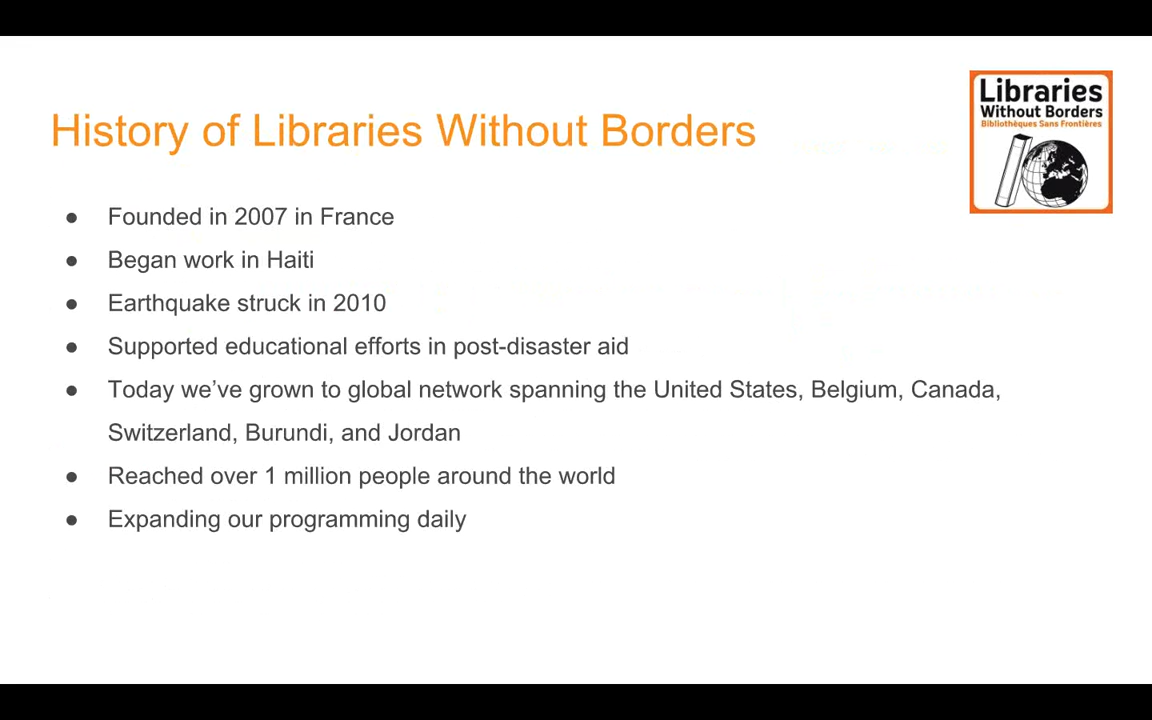 History of Libraries Without Borders
Libraries
Without Borders
Bibliothèques Sans Frontières
● Founded in 2007 in France
● Began work in Haiti
● Earthquake struck in 2010
● Supported educational efforts in post-disaster aid
● Today we’ve grown to global network spanning the United States, Belgium, Canada,
Switzerland, Burundi, and Jordan
● Reached over 1 million people around the world
● Expanding our programming daily